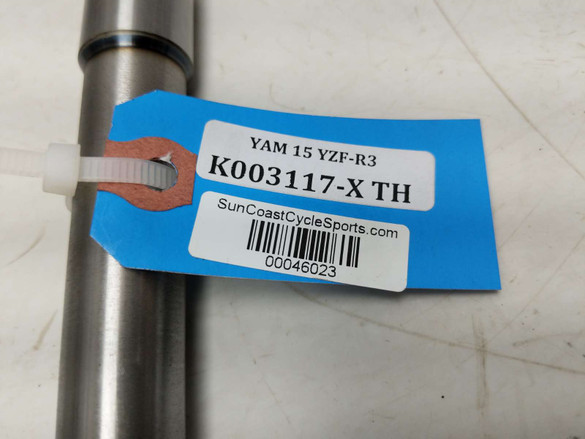 YAM 15 YZF-R3
K003117-X TH
SunCoastCycleSports.com
00046023